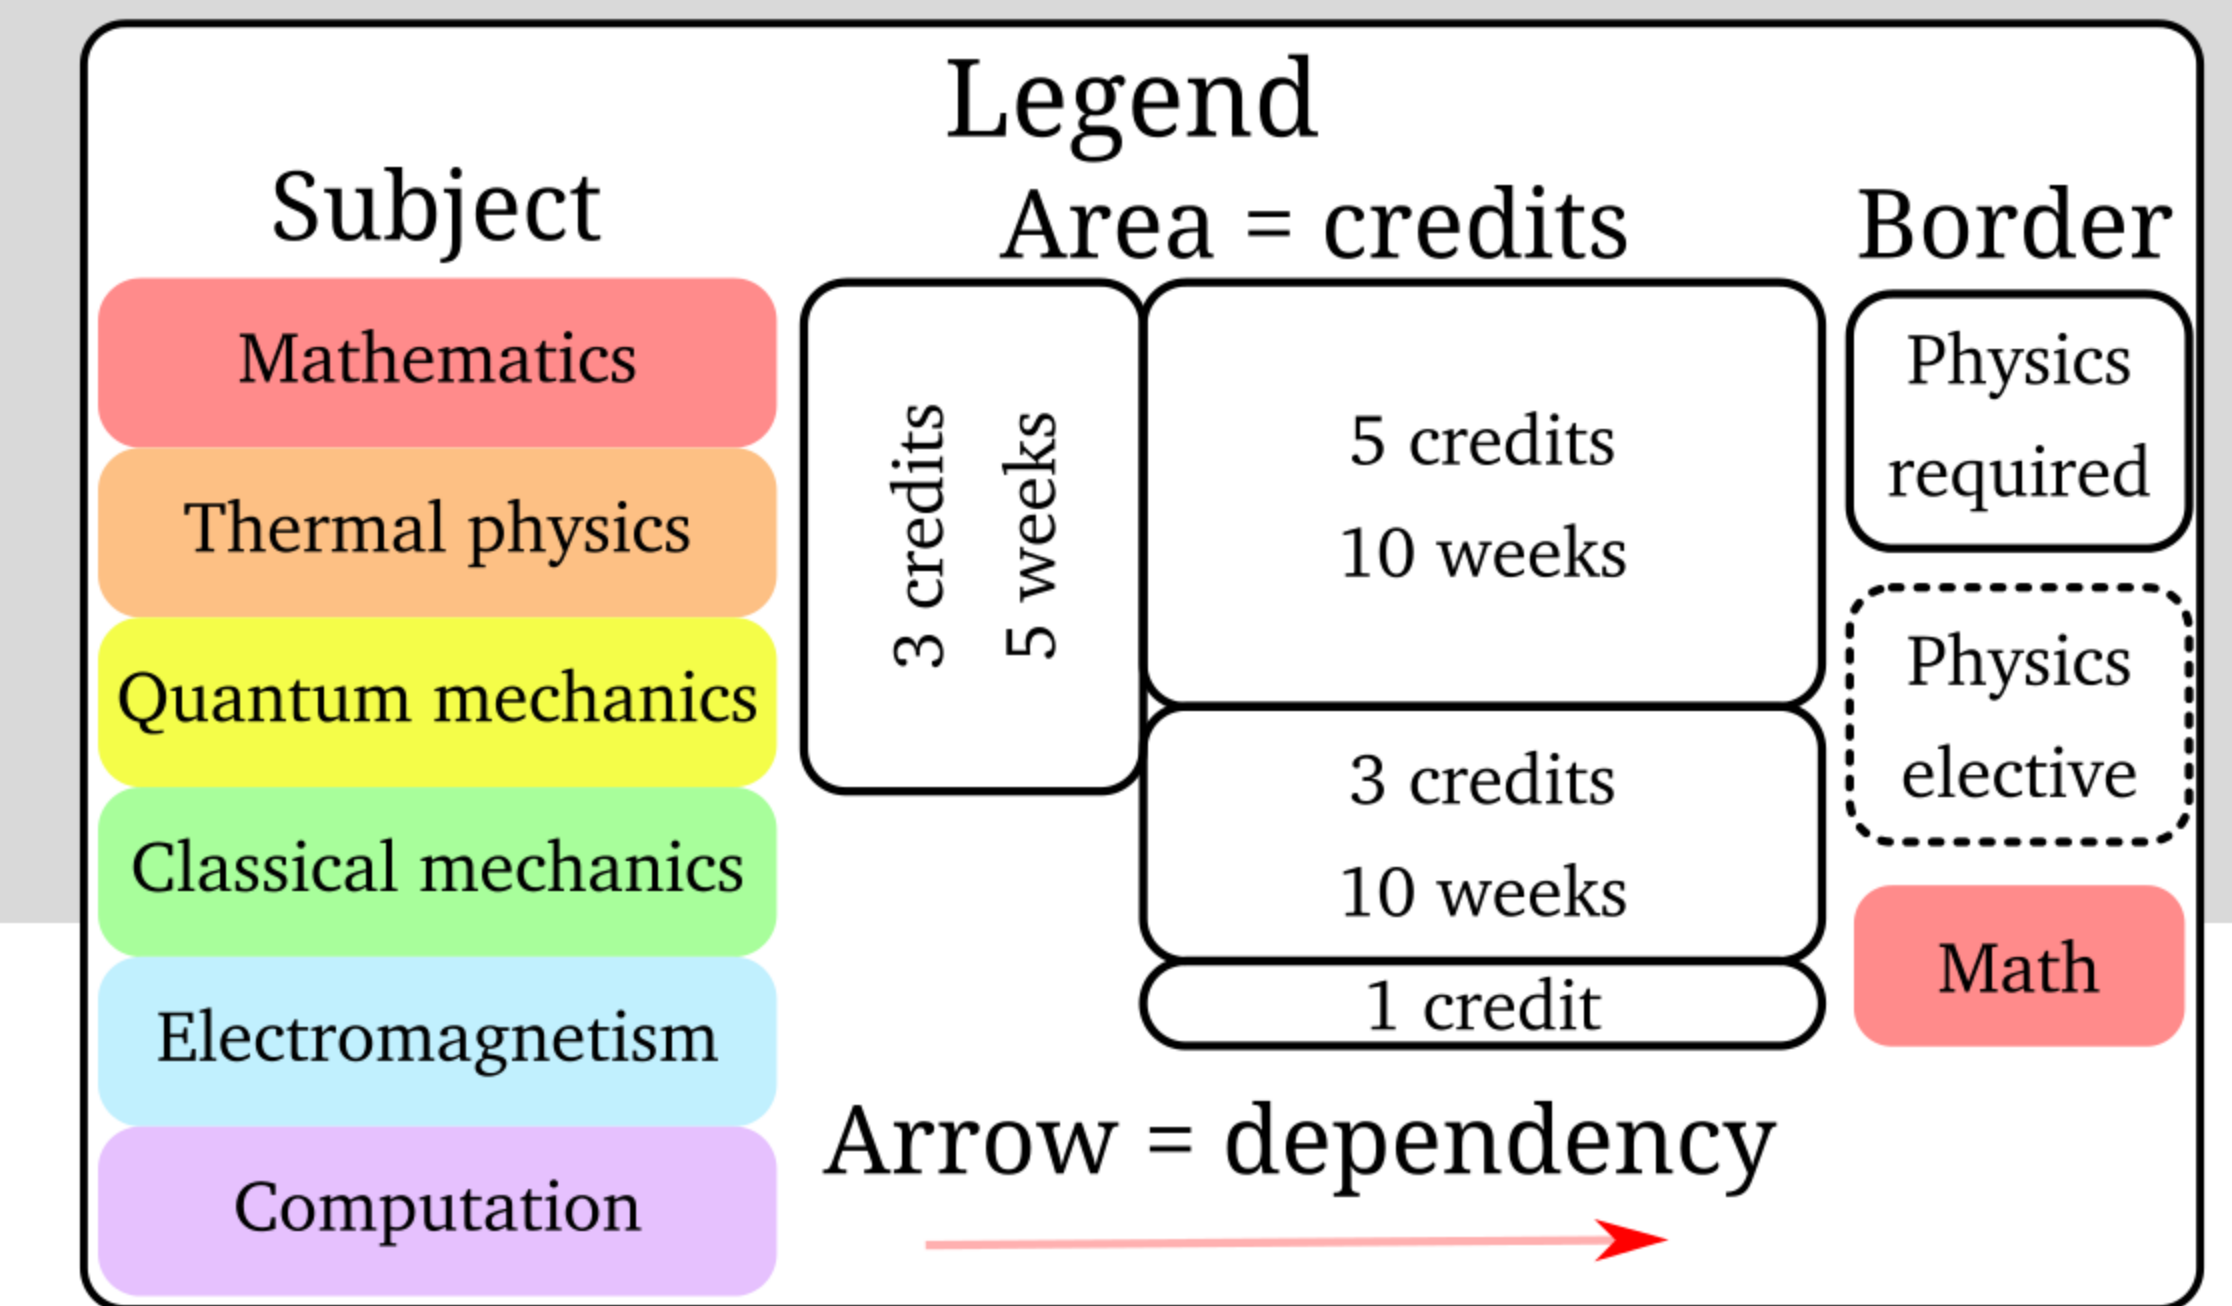 Legend
Subject
Area = credits
Border
Mathematics
Thermal physics
Quantum mechanics
Classical mechanics
Electromagnetism
Computation
3 credits
5 weeks
5 credits
10 weeks
3 credits
10 weeks
1 credit
Arrow = dependency
Physics
required
Physics
elective
Math